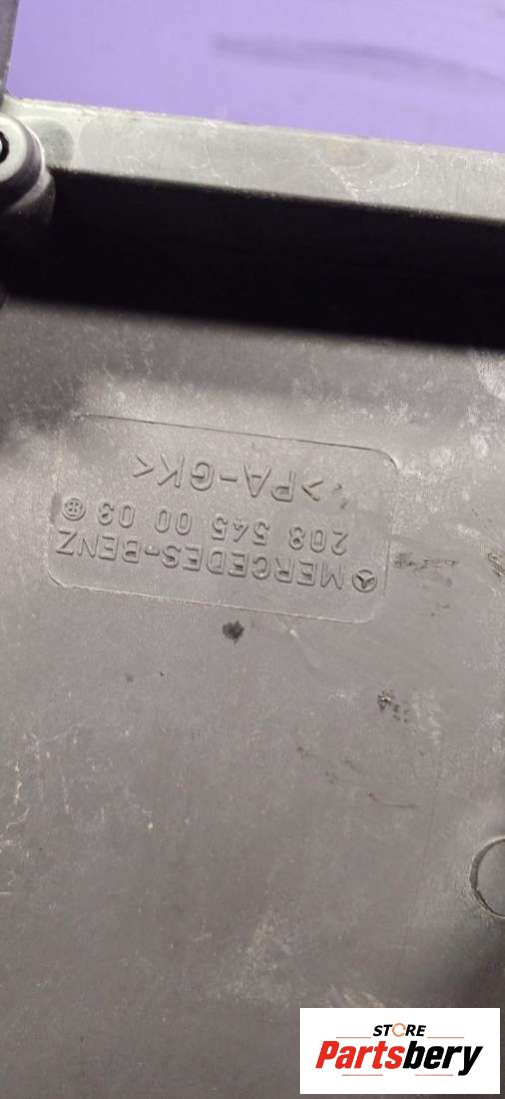 MERCEDES-BENZ
208 545 00 03
>PA-GK<
STORE
Partsbery